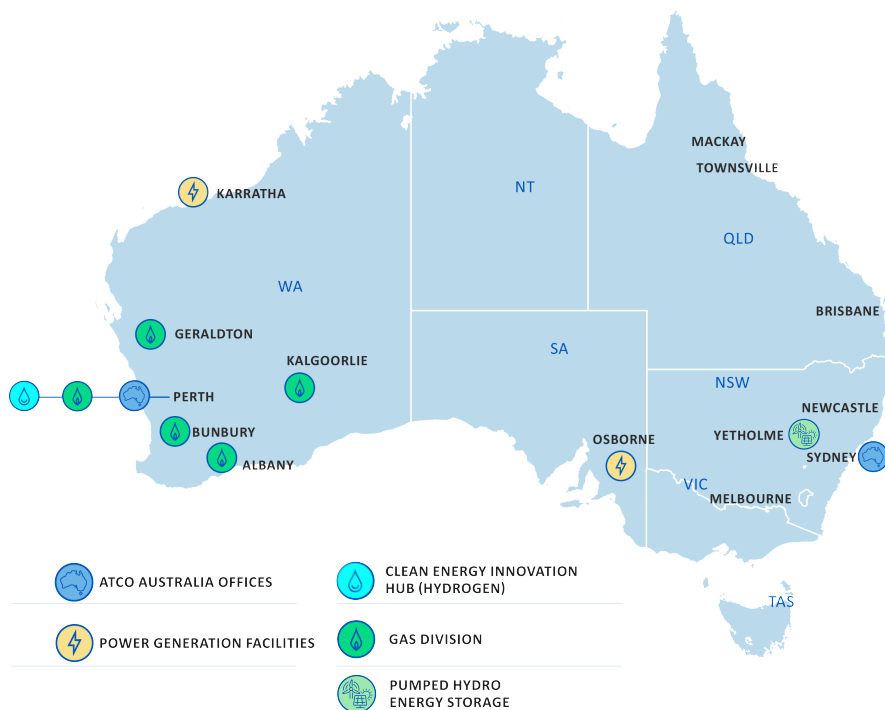 MACKAY
TOWNSVILLE
NT
KARRATHA
QLD
WA
BRISBANE
GERALDTON
SA
KALGOORLIE
NSW
PERTH
NEWCASTLE
BUNBURY
YETHOLME
OSBORNE
SYDNEY
ALBANY
VIC
MELBOURNE
TAS
ATCO AUSTRALIA OFFICES
CLEAN ENERGY INNOVATION
HUB (HYDROGEN)
POWER GENERATION FACILITIES
GAS DIVISION
PUMPED HYDRO
ENERGY STORAGE